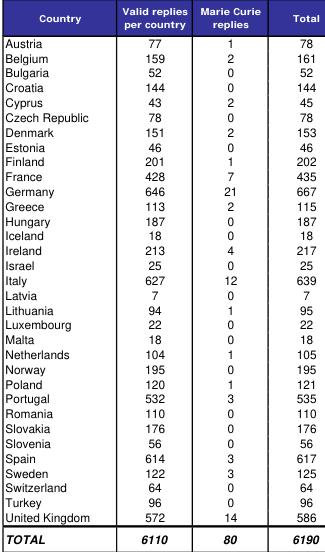 Country Valid replies per country Marie Curie replies Total
Austria 77 1 78
Belgium 159 2 161
Bulgaria 52 0 52
Croatia 144 0 144
Cyprus 43 2 45
Czech Republic 78 0 78
Denmark 151 2 153
Estonia 46 0 46
Finland 201 1 202
France 428 7 435
Germany 646 21 667
Greece 113 2 115
Hungary 187 0 187
Iceland 18 0 18
Ireland 213 4 217
Israel 25 0 25
Italy 627 12 639
Latvia 7 0 7
Lithuania 94 1 95
Luxembourg 22 0 22
Malta 18 0 18
Netherlands 104 1 105
Norway 195 0 195
Poland 120 1 121
Portugal 532 3 535
Romania 110 0 110
Slovakia 176 0 176
Slovenia 56 0 56
Spain 614 3 617
Sweden 122 3 125
Switzerland 64 0 64
Turkey 96 0 96
United Kingdom 572 14 586
TOTAL 6110 80 6190